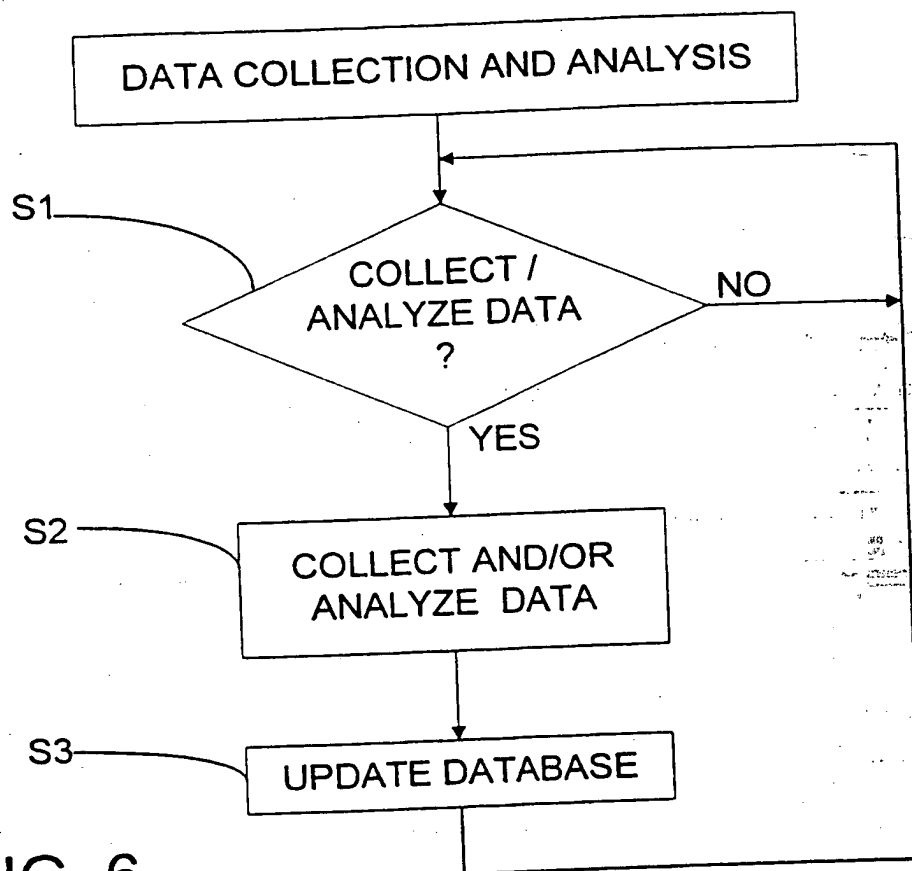 DATA COLLECTION AND ANALYSIS
S1
COLLECT /
ANALYZE DATA
?
NO
YES
S2
COLLECT AND/OR
ANALYZE DATA
S3
UPDATE DATABASE